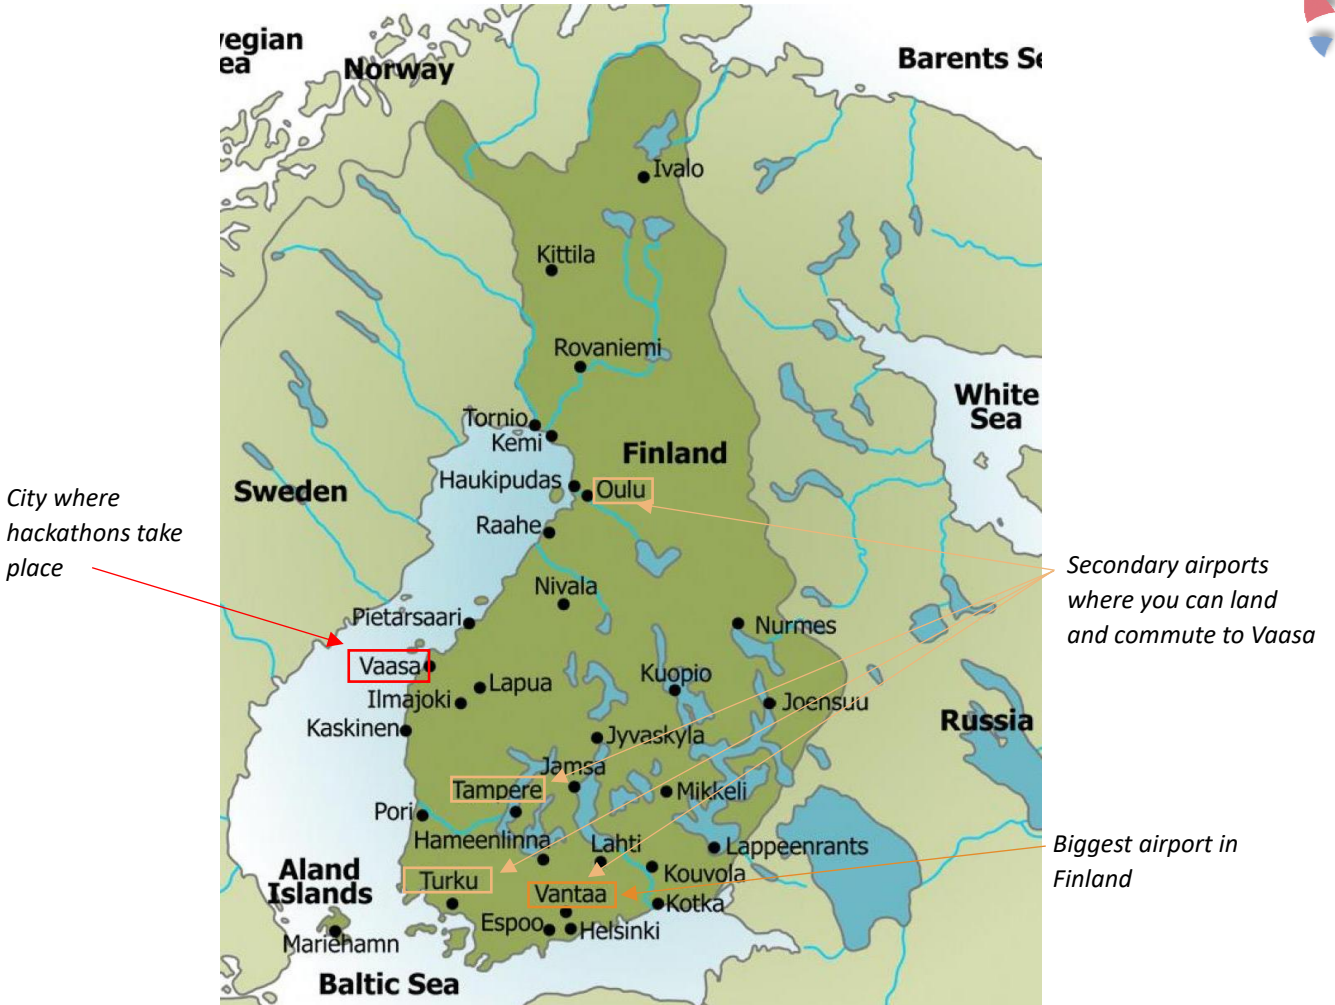 vegian
ea
Norway
Barents Se
Ivalo
Kittila
Rovaniemi
White
Sea
Tornio
Kemi
Finland
Haukipudas
Oulu
Sweden
City where
hackathons take
place
Raahe
Secondary airports
where you can land
and commute to Vaasa
Nivala
Pietarsaari
Nurmes
Vaasa
Kuopio
Lapua
Ilmajoki
Joensuu
Kaskinen
Russia
Jyvaskyla
Jamsa
Tampere
Mikkeli
Pori
Hameenlinna
Lahti
Lappeenrants
Biggest airport in
Finland
Aland
Islands
Turku
Kouvola
Vantaa
Kotka
Espoo
Helsinki
Mariehamn
Baltic Sea